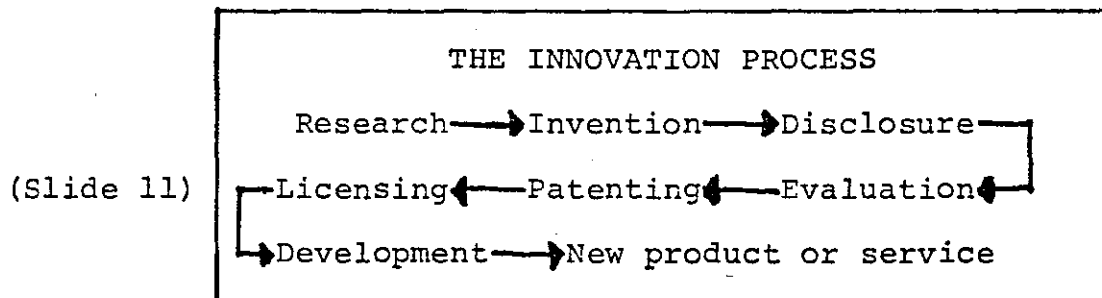 THE INNOVATION PROCESS
Research Invention Disclosure
(Slide 11) Licensing Patenting Evaluation
Development New product or service